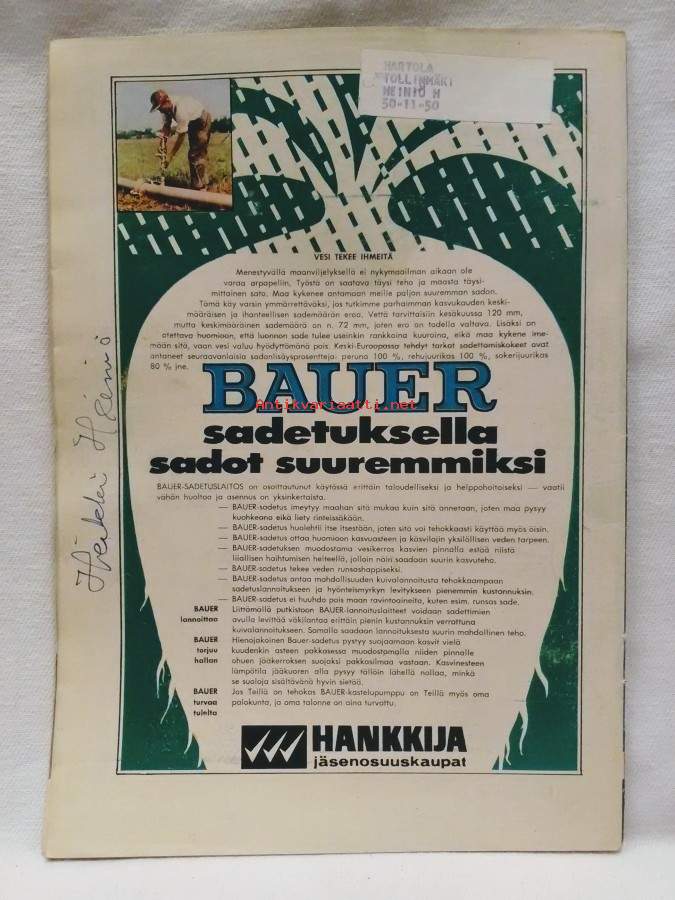 HARTOLA
TOLLINMÄKI
HEINIÖ H
50-11-50
VESI TEKEE IHMEITÄ
Menestyvällä maanviljelyksellä ei nykymaailman aikaan ole
varaa arpapeliin. Työstä on saatava täysi teho ja maasta täysi-
mittainen sato. Maa kykenee antamaan meille paljon suuremman sadon.
Tämä käy varsin ymmärrettäväksi, jos tutkimme parhaimman kasvukauden keski-
määräisen ja ihanteellisen sademäärän eroa. Vettä tarvittaisiin kesäkuussa 120 mm,
mutta keskimääräinen sademäärä on n. 72 mm, joten ero on todella valtava. Lisäksi on
otettava huomioon, että luonnon sade tulee useinkin rankkoina kuuroina, eikä maa kykene ime-
mään sitä, vaan vesi valuu hyödyttömänä pois. Keski-Euroopassa tehdyt tarkat sadettamiskokeet ovat
antaneet seuraavanlaisia sadonlisäysprosentteja: peruna 100 %, rehujuurikas 100 %, sokerijuurikas
80 % jne.
BAUER
Antikvariaatti.net
sadetuksella
sadot suuremmiksi
BAUER-SADETUSLAITOS on osoittautunut käytössä erittäin taloudelliseksi ja helppohoitoiseksi — vaatii
vähän huoltoa ja asennus on yksinkertaista.
— BAUER-sadetus imeytyy maahan sitä mukaa kuin sitä annetaan, joten maa pysyy
kuohkeana eikä liety rinteissäkään.
— BAUER-sadetus huolehtii itse itsestään, joten sitä voi tehokkaasti käyttää myös öisin.
— BAUER-sadetus ottaa huomioon kasvuasteen ja kasvilajin yksilöllisen veden tarpeen.
— BAUER-sadetuksen muodostama vesikerros kasvien pinnalla estää niistä
liiallisen haihtumisen helteellä, jolloin näin saadaan suurin kasvuteho.
— BAUER-sadetus tekee veden runsashappiseksi.
— BAUER-sadetus antaa mahdollisuuden kuivalannoitusta tehokkaampaan
sadetuslannoitukseen ja hyönteismyrkyn levitykseen pienemmin kustannuksin.
— BAUER-sadetus ei huuhdo pois maan ravintoaineita, kuten esim. runsas sade.
BAUER lannoittaa Liittämällä putkistoon BAUER-lannoituslaitteet voidaan sadettimien
avulla levittää väkilantaa erittäin pienin kustannuksin verrattuna
kuivalannoitukseen. Samalla saadaan lannoituksesta suurin mahdollinen teho.
BAUER torjuu hallan Hienojakoinen Bauer-sadetus pystyy suojaamaan kasvit vielä
kuudenkin asteen pakkasessa muodostamalla niiden pinnalle
ohuen jääkerroksen suojaksi pakkasilmaa vastaan. Kasvinesteen
lämpötila jääkuoren alla pysyy tällöin lähellä nollaa, minkä
se suoloja sisältävänä hyvin sietää.
BAUER turvaa tulelta Jos Teillä on tehokas BAUER-kastelupumppu on Teillä myös oma
palokunta, ja oma talonne on aina turvattu.
HANKKIJA
jäsenosuuskaupat
Heikki Heiniö